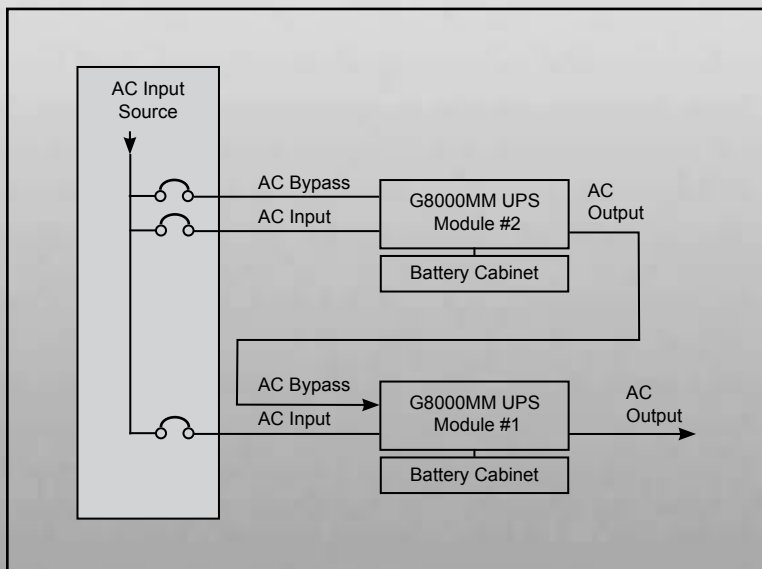 AC Input
Source
AC Bypass
AC Input
G8000MM UPS
Module #2
AC
Output
Battery Cabinet
AC Bypass
AC Input
G8000MM UPS
Module #1
AC
Output
Battery Cabinet